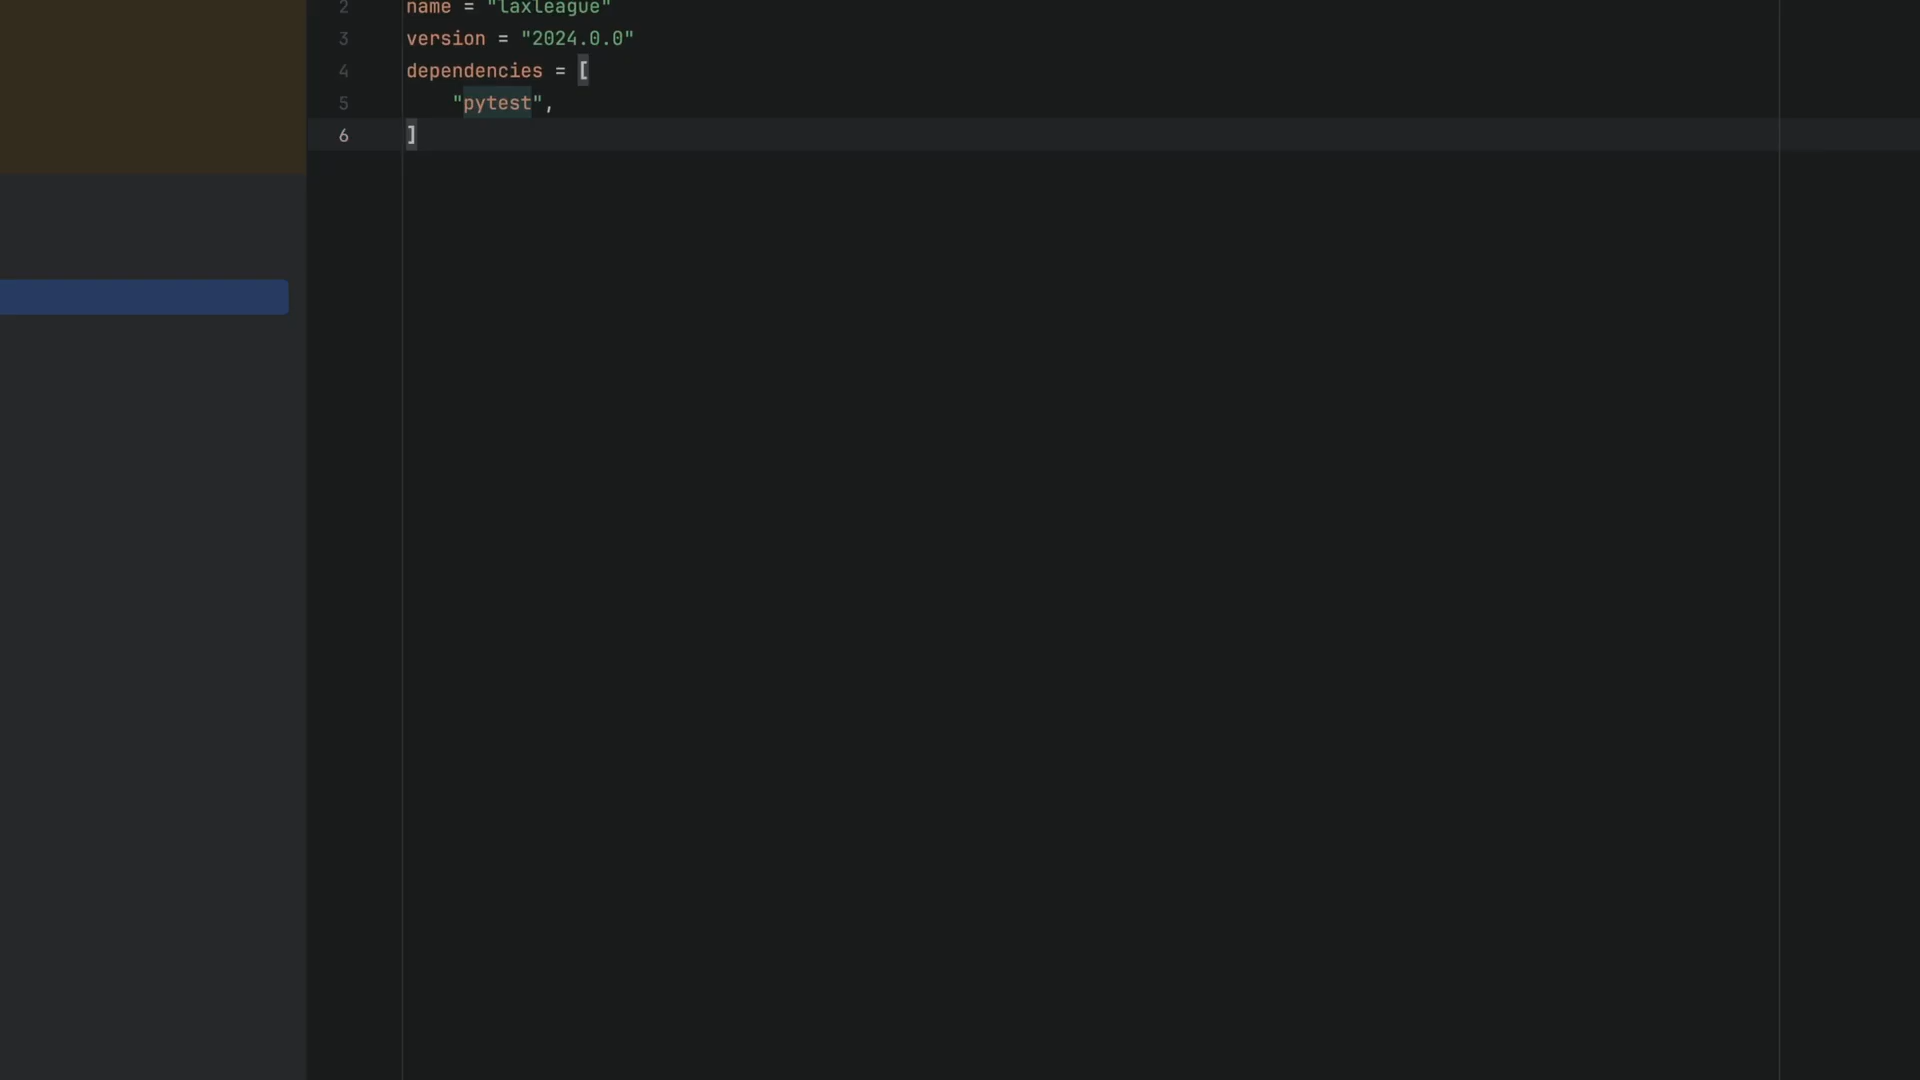 2 name = "laxleague"
3 version = "2024.0.0"
4 dependencies = [
5 "pytest",
6 ]